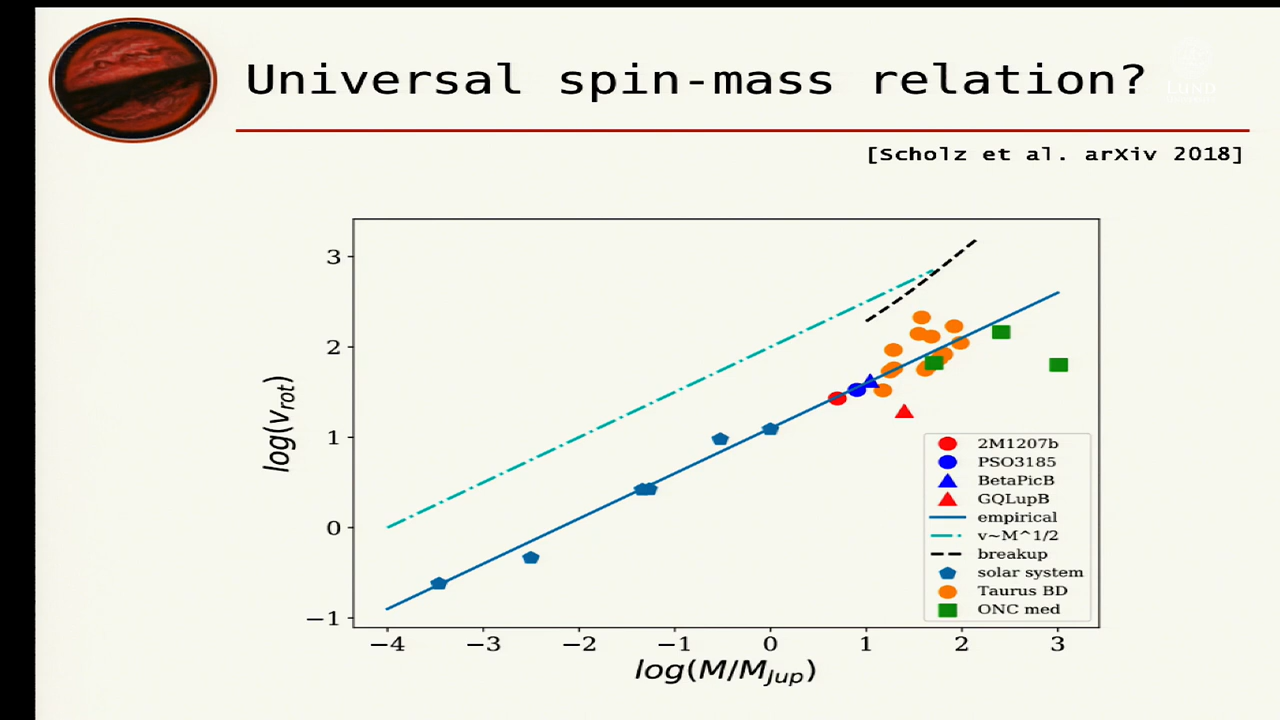 Universal spin-mass relation?
LUND
[Scholz et al. arXiv 2018]
3
2
1
0
−1
log(v_rot)
−4 −3 −2 −1 0 1 2 3
log(M/M_Jup)
2M1207b
PSO3185
BetaPicB
GQLupB
empirical
v~M^1/2
breakup
solar system
Taurus BD
ONC med